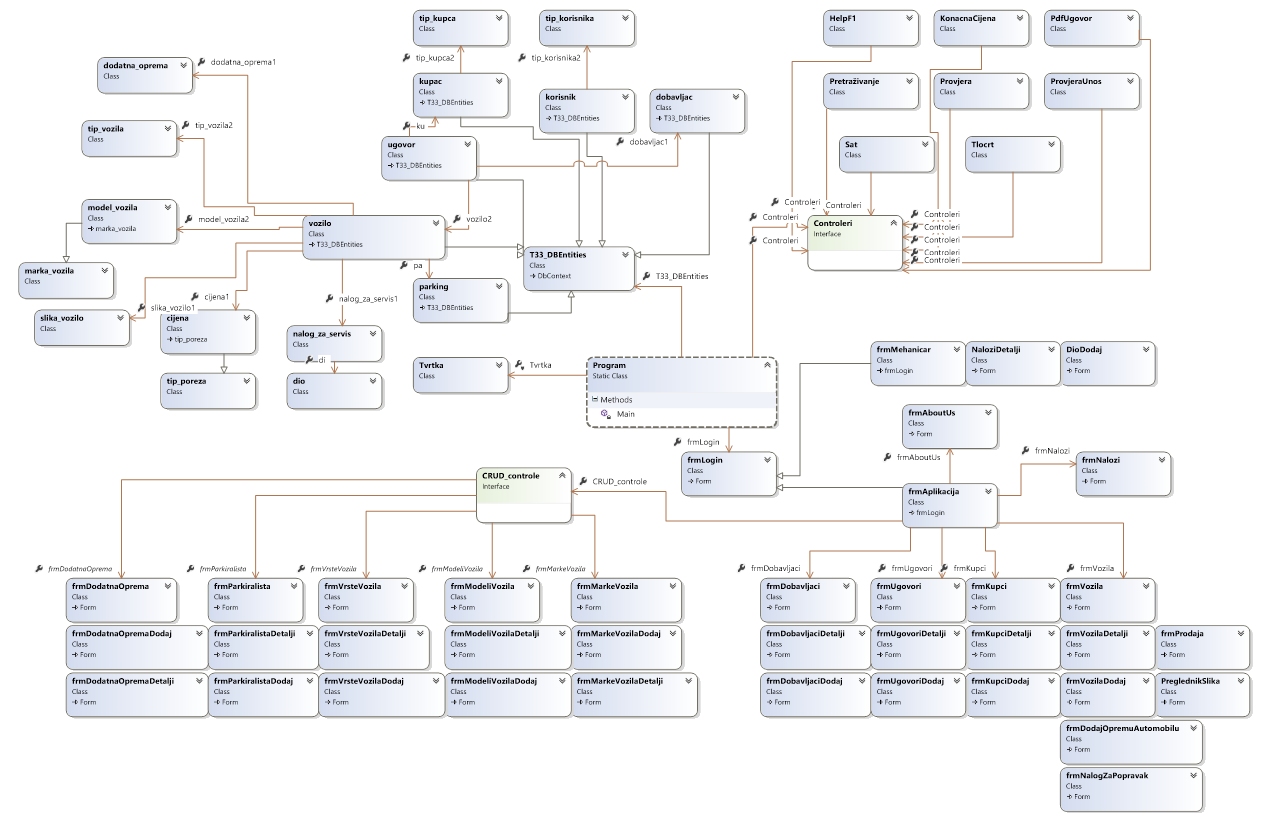 tip_kupca
Class
tip_korisnika
Class
HelpF1
Class
KonacnaCijena
Class
PdfUgovor
Class
tip_kupca2
tip_korisnika2
dodatna_oprema
Class
dodatna_oprema1
kupac
Class
T33_DBEntities
korisnik
Class
T33_DBEntities
dobavljac
Class
T33_DBEntities
Pretraživanje
Class
Provjera
Class
ProvjeraUnos
Class
tip_vozila
Class
tip_vozila2
ku
dobavljac1
ugovor
Class
T33_DBEntities
Sat
Class
Tlocrt
Class
model_vozila
Class
marka_vozila
model_vozila2
vozilo
Class
T33_DBEntities
vozilo2
Controleri
Controleri
Controleri
Controleri
Controleri
Interface
Controleri
Controleri
Controleri
Controleri
Controleri
marka_vozila
Class
pa
T33_DBEntities
Class
DbContext
T33_DBEntities
parking
Class
T33_DBEntities
cijena1
nalog_za_servis1
slika_vozilo1
slika_vozilo
Class
cijena
Class
tip_poreza
nalog_za_servis
Class
di
tip_poreza
Class
dio
Class
Tvrtka
Class
Tvrtka
Program
Static Class
Methods
Main
frmMehanicar
Class
frmLogin
NaloziDetalji
Class
Form
DioDodaj
Class
Form
frmLogin
frmLogin
Class
Form
frmAboutUs
Class
Form
frmAboutUs
frmNalozi
frmNalozi
Class
Form
CRUD_controle
Interface
CRUD_controle
frmAplikacija
Class
frmLogin
frmDodatnaOprema
frmParkiralista
frmVrsteVozila
frmModeliVozila
frmMarkeVozila
frmDobavljaci
frmUgovori
frmKupci
frmVozila
frmDodatnaOprema
Class
Form
frmParkiralista
Class
Form
frmVrsteVozila
Class
Form
frmModeliVozila
Class
Form
frmMarkeVozila
Class
Form
frmDobavljaci
Class
Form
frmUgovori
Class
Form
frmKupci
Class
Form
frmVozila
Class
Form
frmDodatnaOpremaDodaj
Class
Form
frmParkiralistaDetalji
Class
Form
frmVrsteVozilaDetalji
Class
Form
frmModeliVozilaDetalji
Class
Form
frmMarkeVozilaDodaj
Class
Form
frmDobavljaciDetalji
Class
Form
frmUgovoriDetalji
Class
Form
frmKupciDetalji
Class
Form
frmVozilaDetalji
Class
Form
frmProdaja
Class
Form
frmDodatnaOpremaDetalji
Class
Form
frmParkiralistaDodaj
Class
Form
frmVrsteVozilaDodaj
Class
Form
frmModeliVozilaDodaj
Class
Form
frmMarkeVozilaDetalji
Class
Form
frmDobavljaciDodaj
Class
Form
frmUgovoriDodaj
Class
Form
frmKupciDodaj
Class
Form
frmVozilaDodaj
Class
Form
PreglednikSlika
Class
Form
frmDodajOpremuAutomobilu
Class
Form
frmNalogZaPopravak
Class
Form